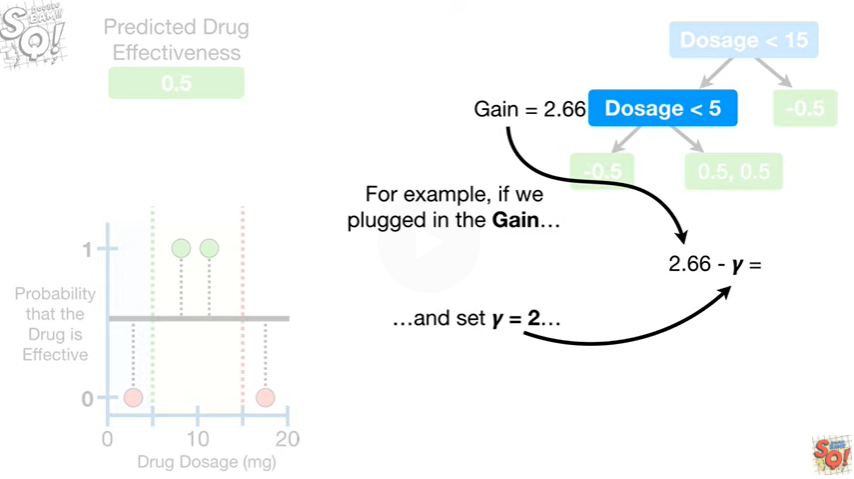 Predicted Drug
Effectiveness
0.5
Dosage < 15
Gain = 2.66
Dosage < 5
-0.5
-0.5
0.5, 0.5
For example, if we
plugged in the Gain…
2.66 - γ =
…and set γ = 2…
1
Probability
that the
Drug is
Effective
0
0
10
20
Drug Dosage (mg)